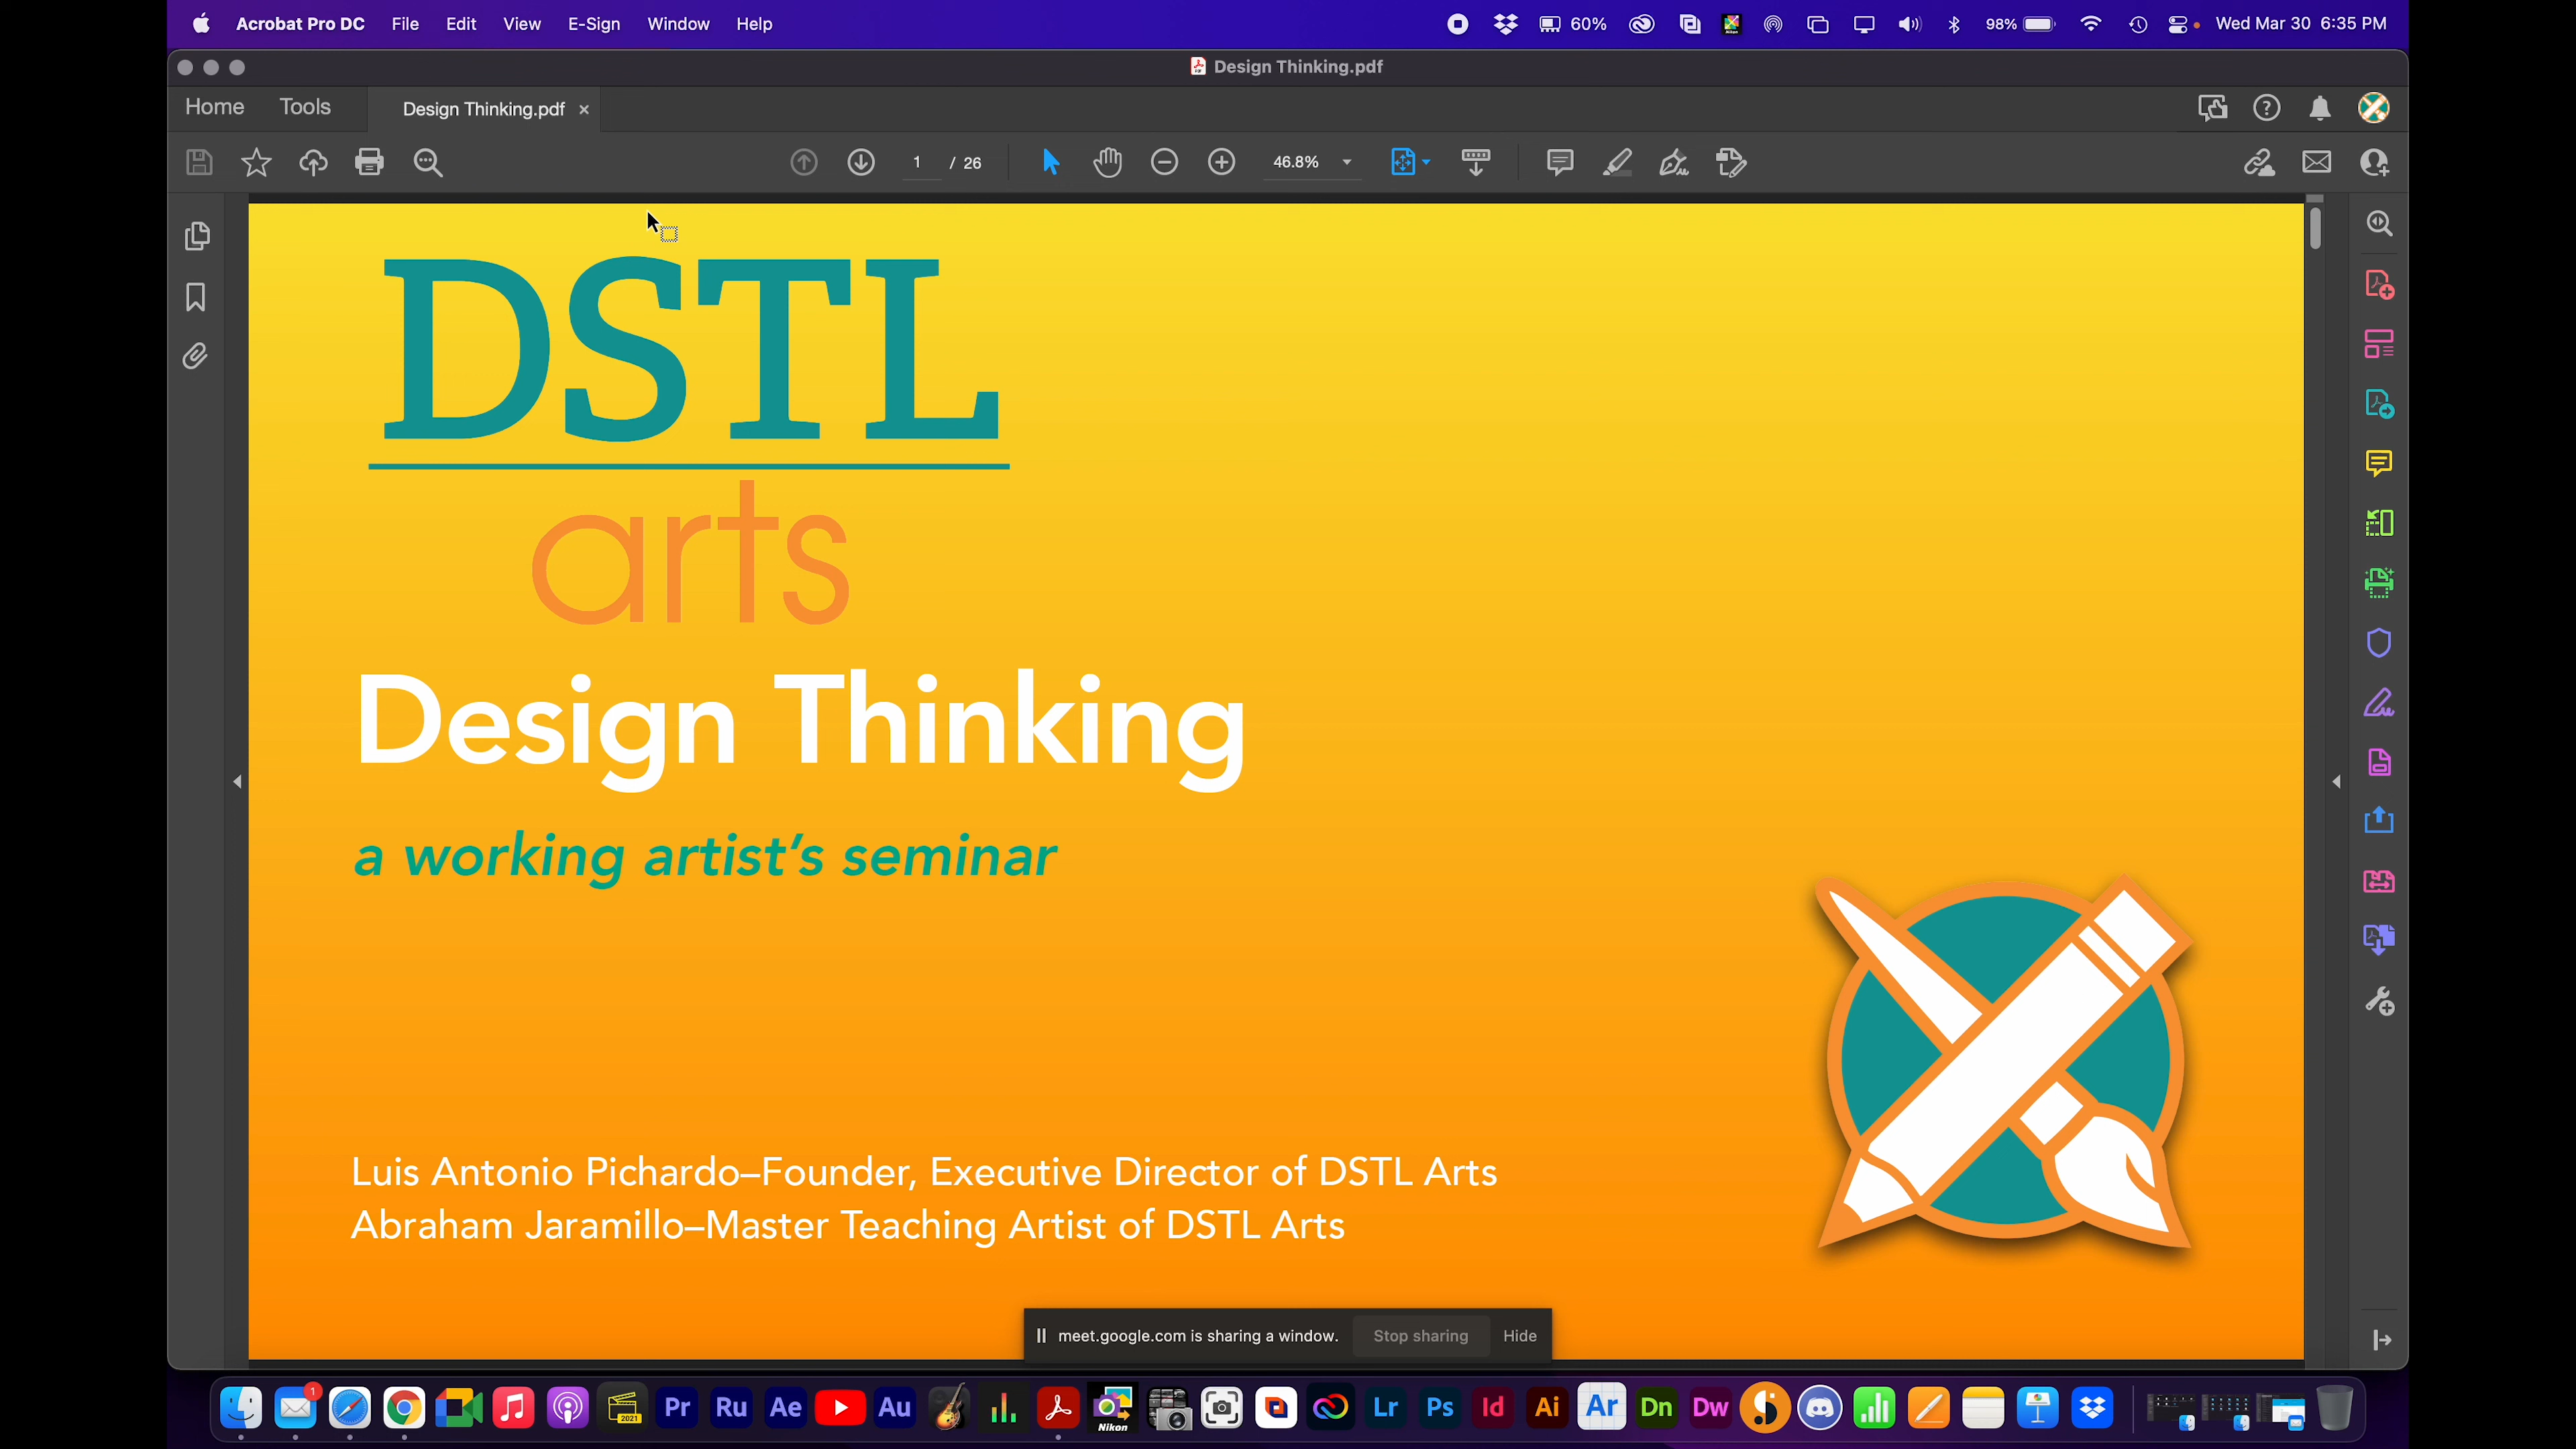 Acrobat Pro DC File Edit View E-Sign Window Help 60% 98% Wed Mar 30 6:35 PM
Design Thinking.pdf
Home Tools Design Thinking.pdf
1 / 26 46.8%
DSTL
arts
Design Thinking
a working artist’s seminar
Luis Antonio Pichardo–Founder, Executive Director of DSTL Arts
Abraham Jaramillo–Master Teaching Artist of DSTL Arts
meet.google.com is sharing a window. Stop sharing Hide
1 2021 Pr Ru Ae Au Nikon Lr Ps Id Ai Ar Dn Dw